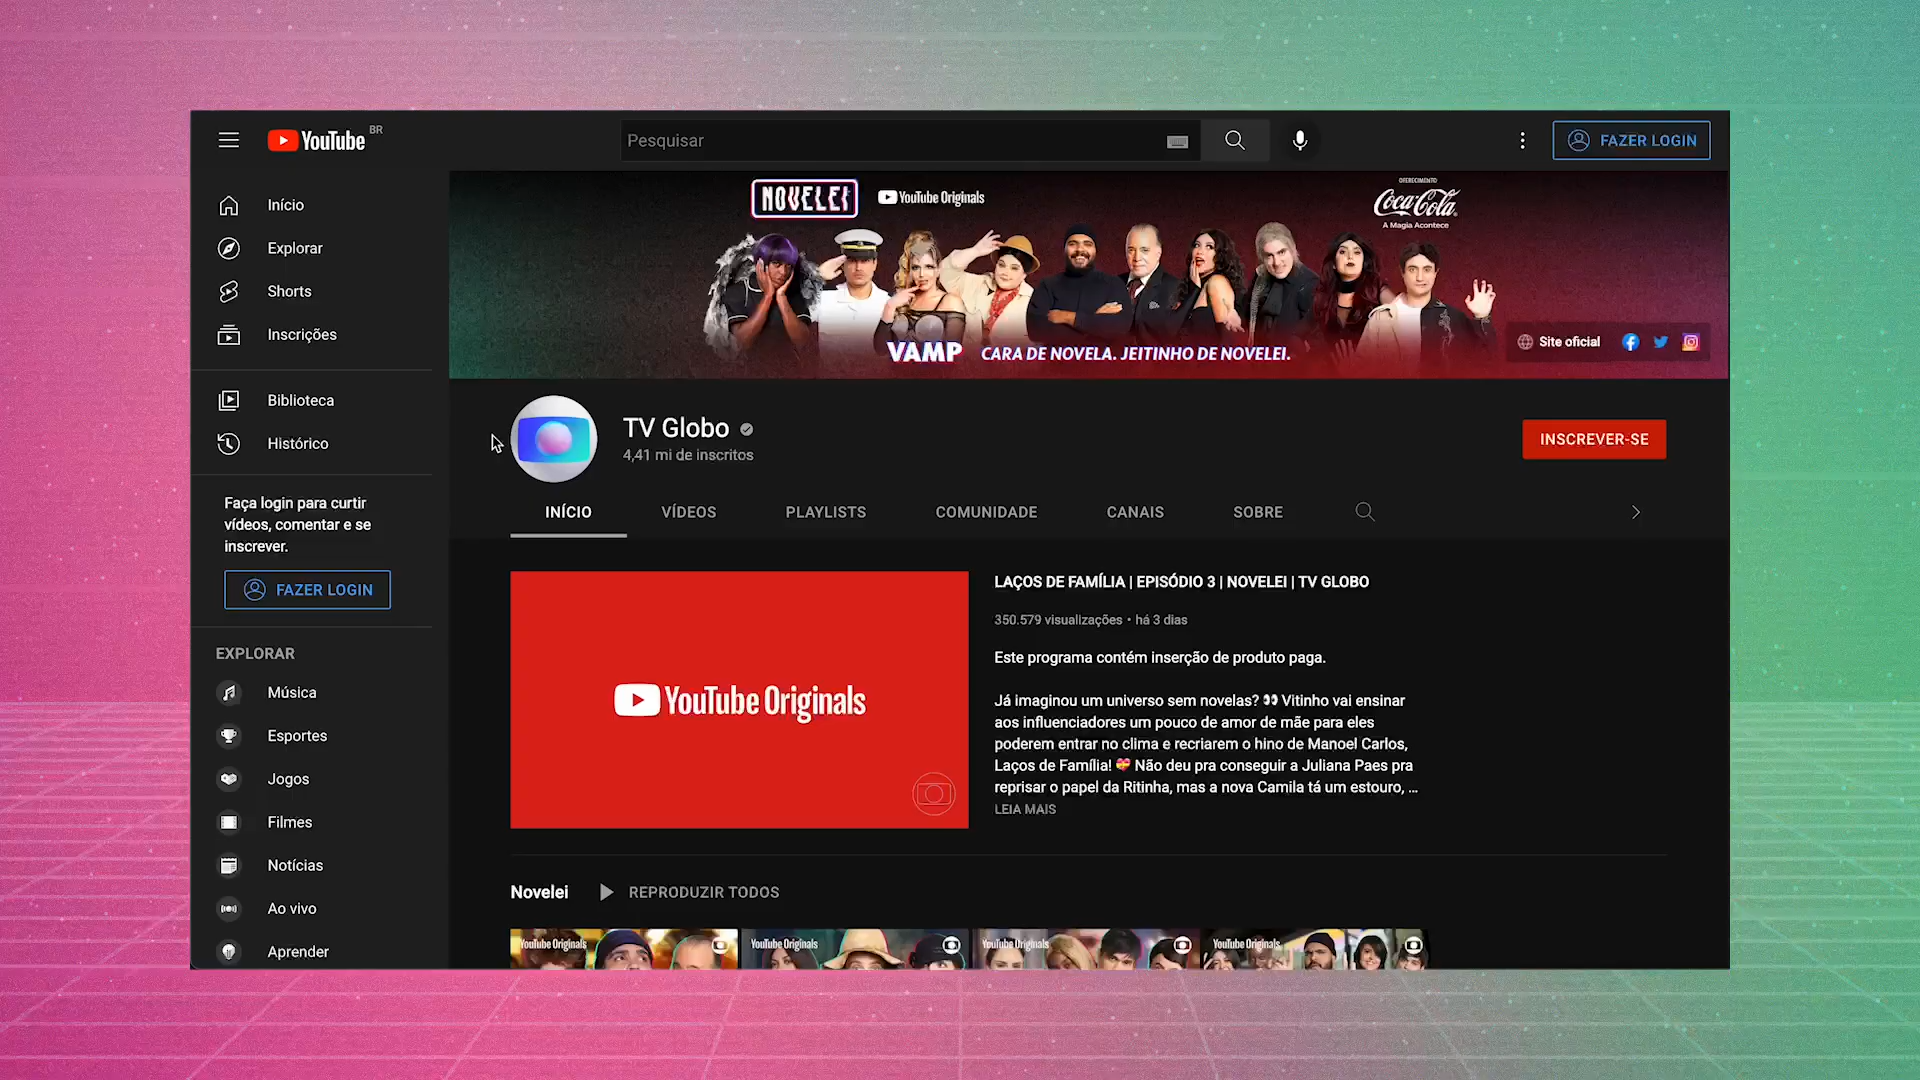 YouTube BR
Pesquisar
FAZER LOGIN
Início
Explorar
Shorts
Inscrições
Biblioteca
Histórico
Faça login para curtir
vídeos, comentar e se
inscrever.
FAZER LOGIN
EXPLORAR
Música
Esportes
Jogos
Filmes
Notícias
Ao vivo
Aprender
NOVELEI
YouTube Originals
OFERECIMENTO
Coca-Cola
A Magia Acontece
VAMP CARA DE NOVELA. JEITINHO DE NOVELEI.
Site oficial
TV Globo
4,41 mi de inscritos
INSCREVER-SE
INÍCIO VÍDEOS PLAYLISTS COMUNIDADE CANAIS SOBRE
YouTube Originals
LAÇOS DE FAMÍLIA | EPISÓDIO 3 | NOVELEI | TV GLOBO
350.579 visualizações • há 3 dias
Este programa contém inserção de produto paga.
Já imaginou um universo sem novelas? 👀 Vitinho vai ensinar
aos influenciadores um pouco de amor de mãe para eles
poderem entrar no clima e recriarem o hino de Manoel Carlos,
Laços de Família! 💝 Não deu pra conseguir a Juliana Paes pra
reprisar o papel da Ritinha, mas a nova Camila tá um estouro, ...
LEIA MAIS
Novelei REPRODUZIR TODOS
YouTube Originals
YouTube Originals
YouTube Originals
YouTube Originals